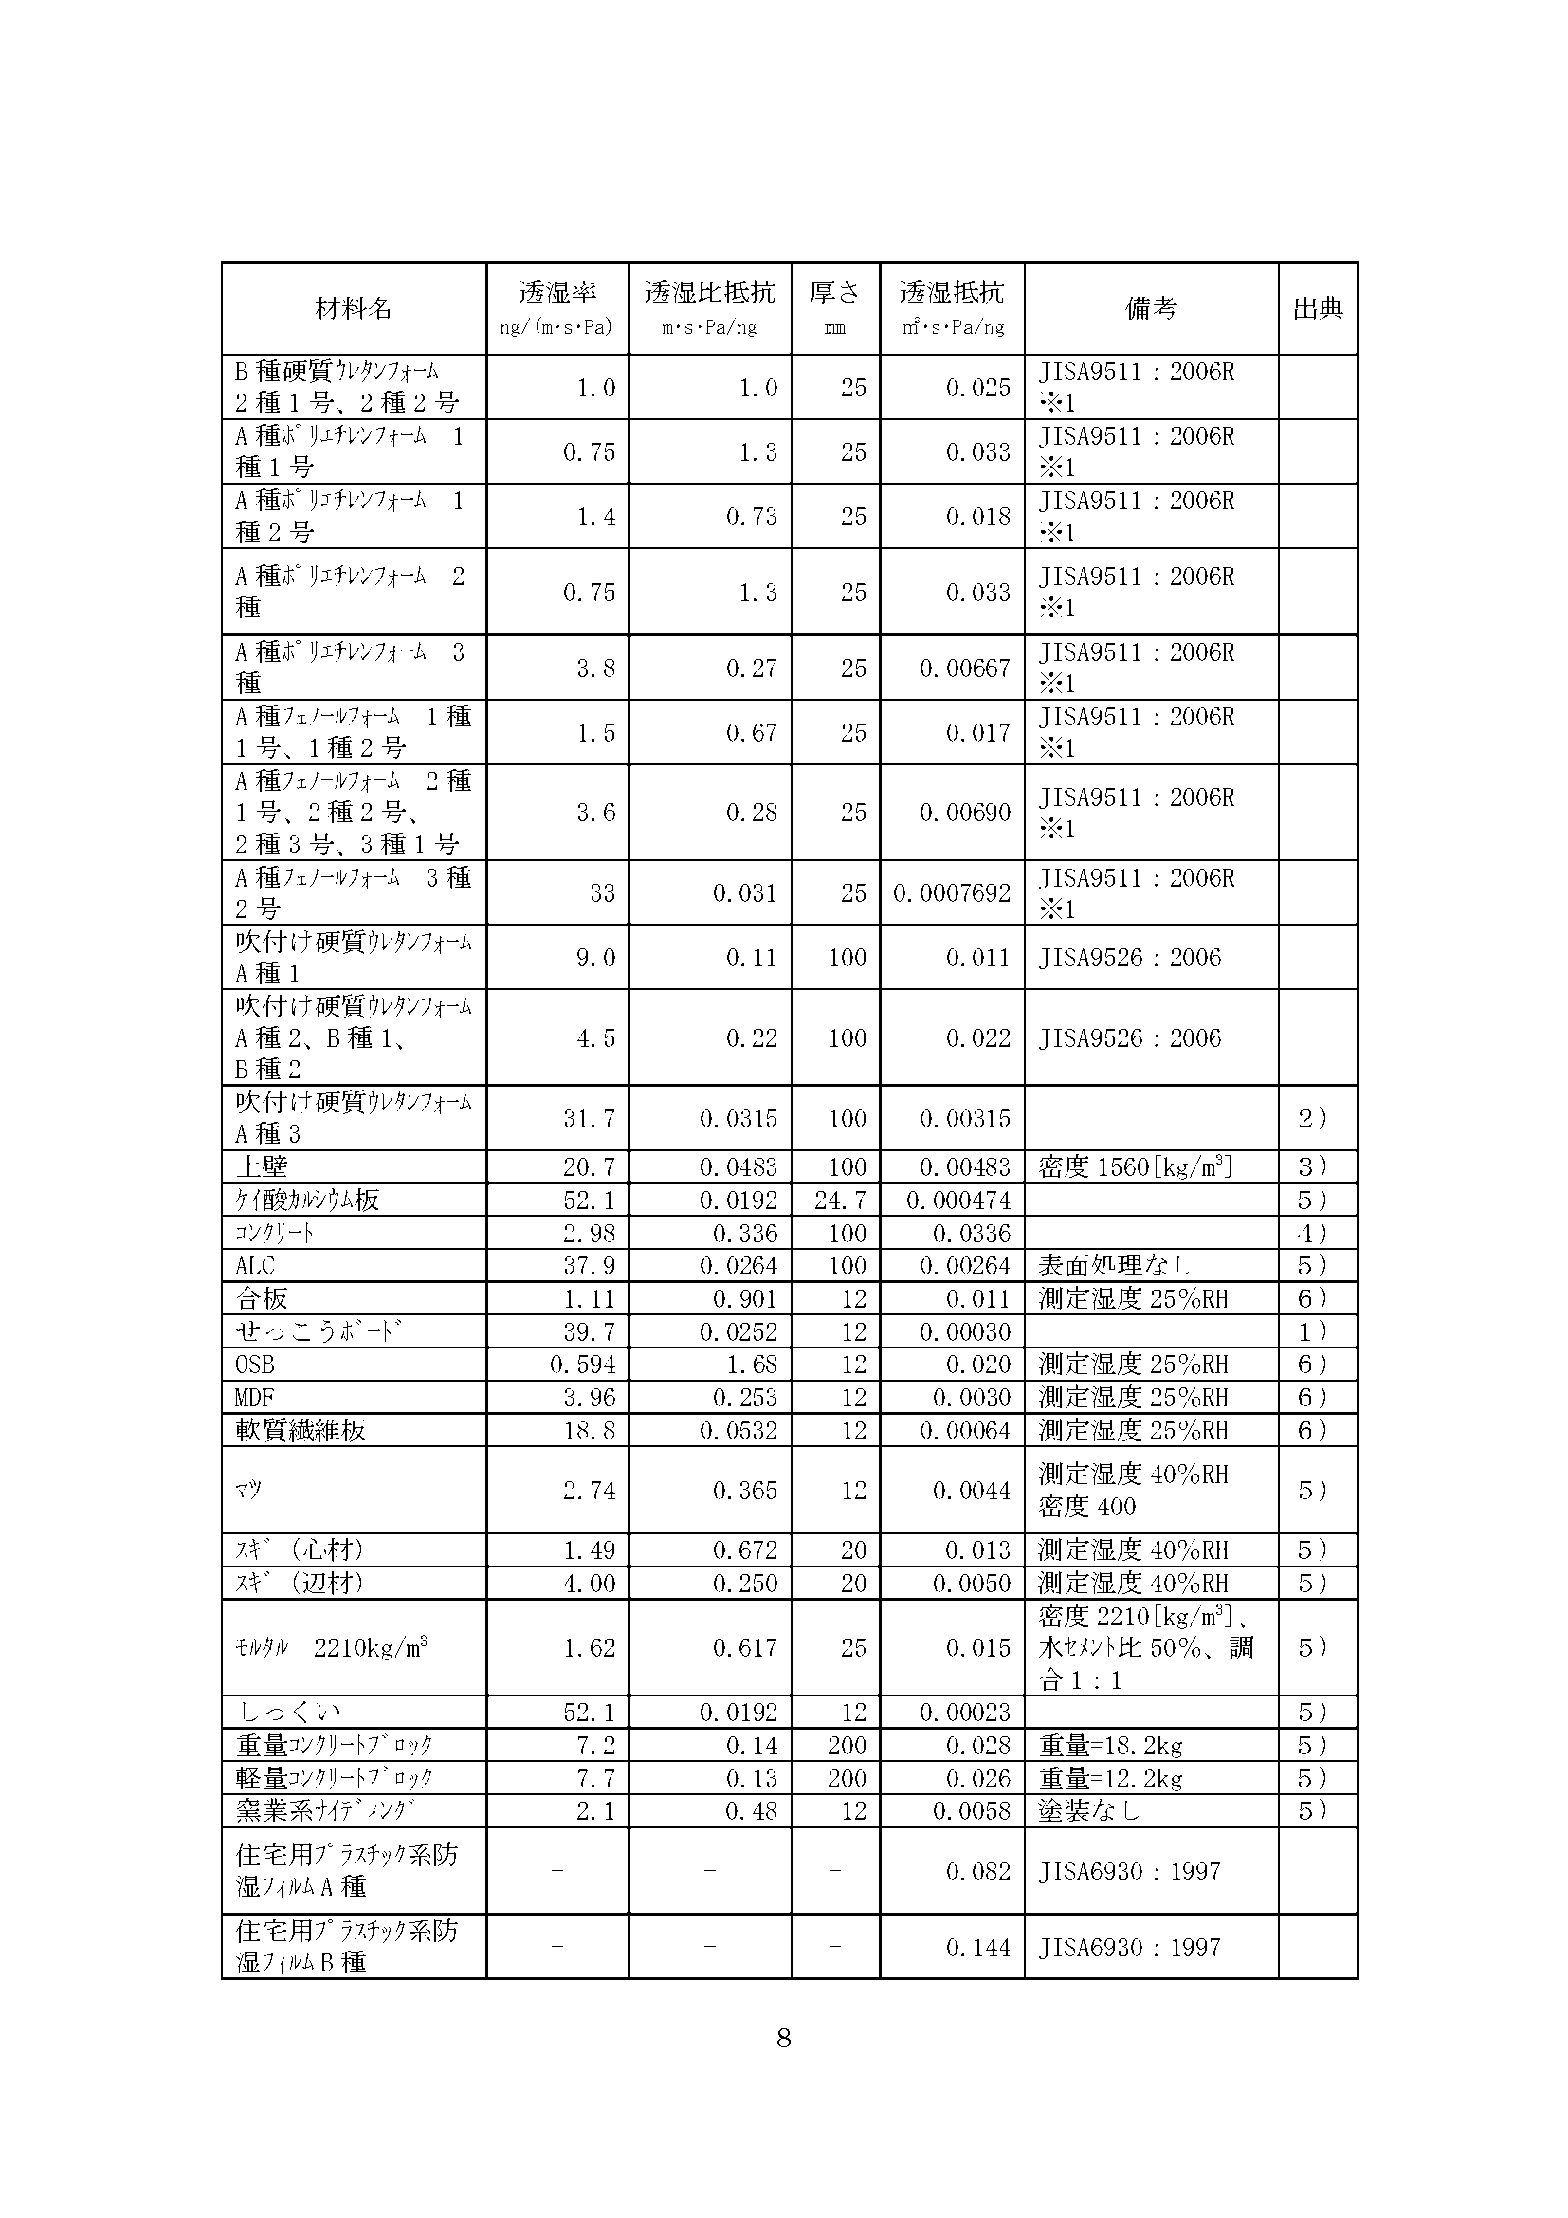 材料名 透湿率 透湿比抵抗 厚さ 透湿抵抗 備考 出典
ng/(m・s・Pa) m・s・Pa/ng mm ㎡・s・Pa/ng
B種硬質ｳﾚﾀﾝﾌｫｰﾑ
2種1号、2種2号 1.0 1.0 25 0.025 JISA9511：2006R
※1
A種ﾎﾟﾘｴﾁﾚﾝﾌｫｰﾑ　1
種1号 0.75 1.3 25 0.033 JISA9511：2006R
※1
A種ﾎﾟﾘｴﾁﾚﾝﾌｫｰﾑ　1
種2号 1.4 0.73 25 0.018 JISA9511：2006R
※1
A種ﾎﾟﾘｴﾁﾚﾝﾌｫｰﾑ　2
種 0.75 1.3 25 0.033 JISA9511：2006R
※1
A種ﾎﾟﾘｴﾁﾚﾝﾌｫｰﾑ　3
種 3.8 0.27 25 0.00667 JISA9511：2006R
※1
A種ﾌｪﾉｰﾙﾌｫｰﾑ　1種
1号、1種2号 1.5 0.67 25 0.017 JISA9511：2006R
※1
A種ﾌｪﾉｰﾙﾌｫｰﾑ　2種
1号、2種2号、
2種3号、3種1号 3.6 0.28 25 0.00690 JISA9511：2006R
※1
A種ﾌｪﾉｰﾙﾌｫｰﾑ　3種
2号 33 0.031 25 0.0007692 JISA9511：2006R
※1
吹付け硬質ｳﾚﾀﾝﾌｫｰﾑ
A種1 9.0 0.11 100 0.011 JISA9526：2006
吹付け硬質ｳﾚﾀﾝﾌｫｰﾑ
A種2、B種1、
B種2 4.5 0.22 100 0.022 JISA9526：2006
吹付け硬質ｳﾚﾀﾝﾌｫｰﾑ
A種3 31.7 0.0315 100 0.00315 2)
土壁 20.7 0.0483 100 0.00483 密度1560[kg/m³] 3)
ｹｲ酸ｶﾙｼｳﾑ板 52.1 0.0192 24.7 0.000474 5)
ｺﾝｸﾘｰﾄ 2.98 0.336 100 0.0336 4)
ALC 37.9 0.0264 100 0.00264 表面処理なし 5)
合板 1.11 0.901 12 0.011 測定湿度25%RH 6)
せっこうﾎﾞｰﾄﾞ 39.7 0.0252 12 0.00030 1)
OSB 0.594 1.68 12 0.020 測定湿度25%RH 6)
MDF 3.96 0.253 12 0.0030 測定湿度25%RH 6)
軟質繊維板 18.8 0.0532 12 0.00064 測定湿度25%RH 6)
ﾏﾂ 2.74 0.365 12 0.0044 測定湿度40%RH
密度400 5)
ｽｷﾞ（心材） 1.49 0.672 20 0.013 測定湿度40%RH 5)
ｽｷﾞ（辺材） 4.00 0.250 20 0.0050 測定湿度40%RH 5)
ﾓﾙﾀﾙ　2210kg/m³ 1.62 0.617 25 0.015 密度2210[kg/m³]、
水ｾﾒﾝﾄ比50%、調
合1：1 5)
しっくい 52.1 0.0192 12 0.00023 5)
重量ｺﾝｸﾘｰﾄﾌﾞﾛｯｸ 7.2 0.14 200 0.028 重量=18.2kg 5)
軽量ｺﾝｸﾘｰﾄﾌﾞﾛｯｸ 7.7 0.13 200 0.026 重量=12.2kg 5)
窯業系ｻｲﾃﾞｨﾝｸﾞ 2.1 0.48 12 0.0058 塗装なし 5)
住宅用ﾌﾟﾗｽﾁｯｸ系防
湿ﾌｨﾙﾑA種 － － － 0.082 JISA6930：1997
住宅用ﾌﾟﾗｽﾁｯｸ系防
湿ﾌｨﾙﾑB種 － － － 0.144 JISA6930：1997
8